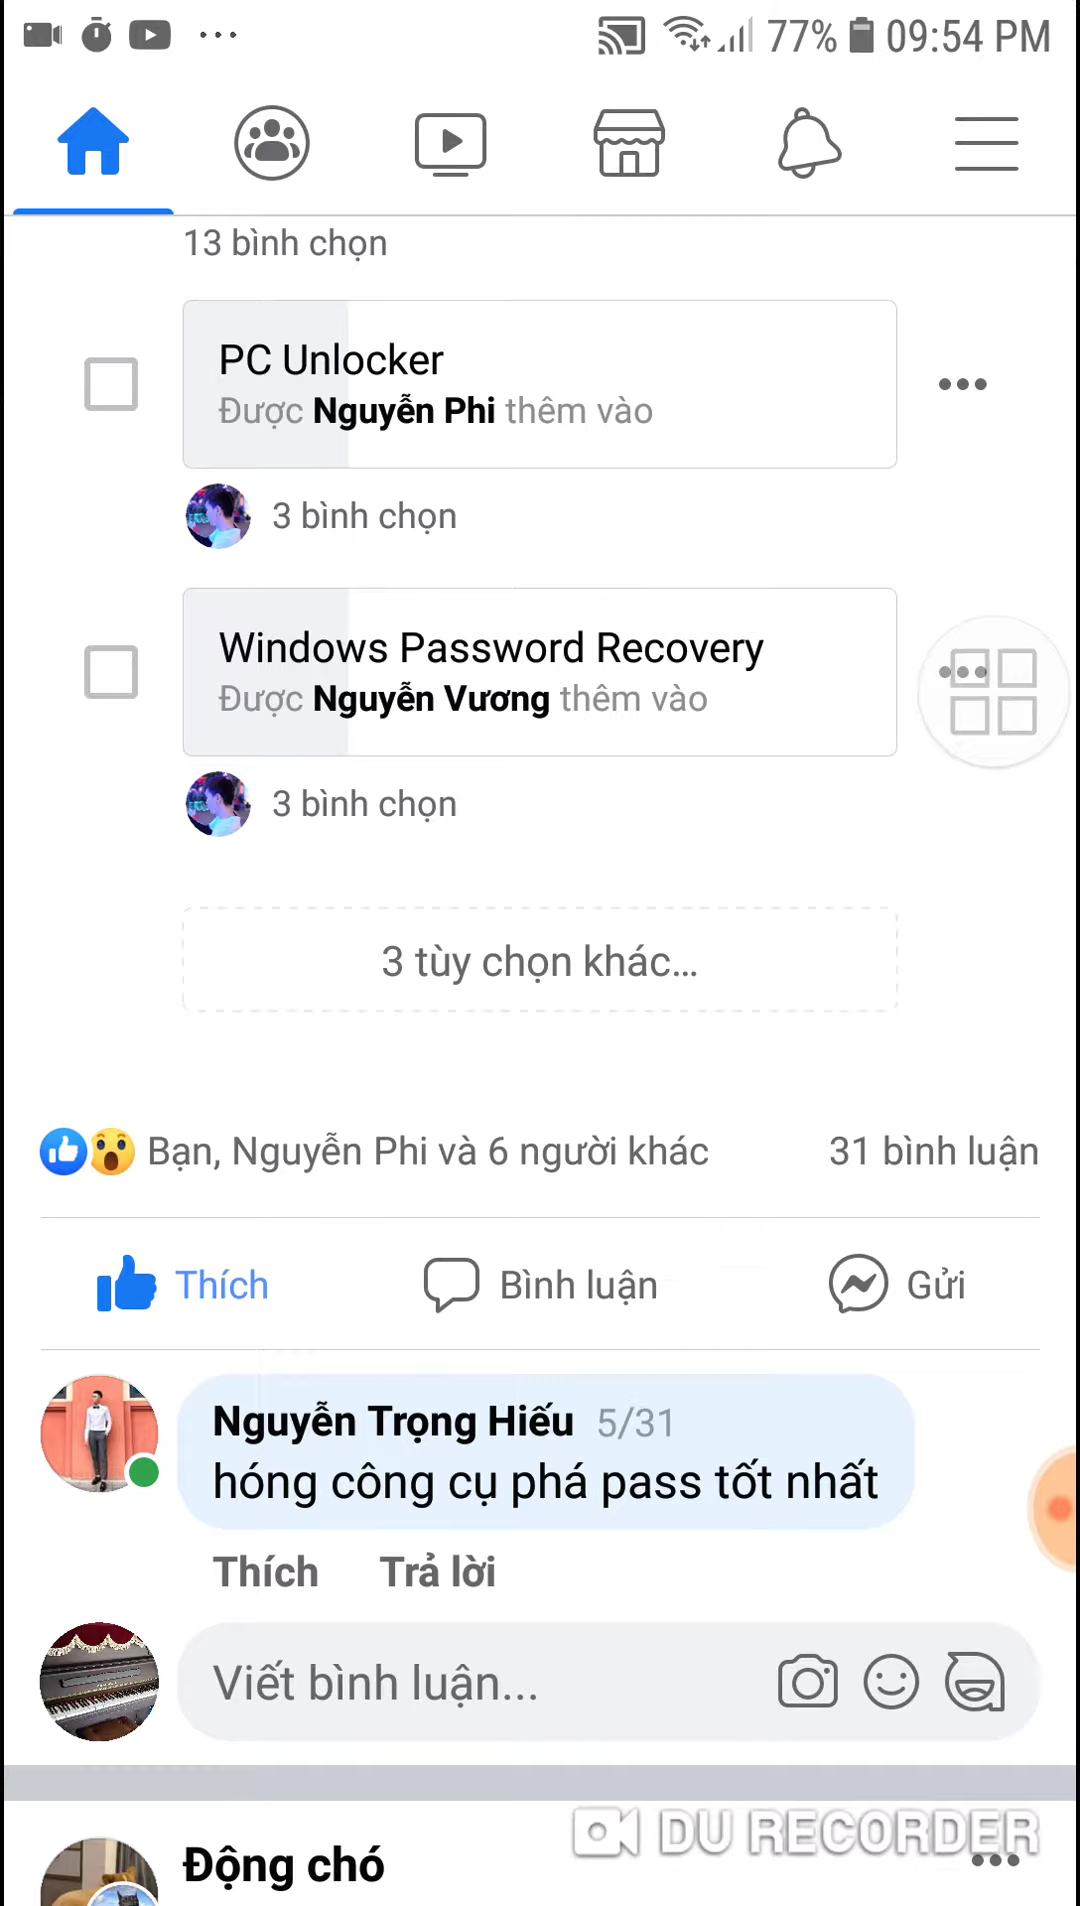 77% 09:54 PM
13 bình chọn
PC Unlocker
Được Nguyễn Phi thêm vào
3 bình chọn
Windows Password Recovery
Được Nguyễn Vương thêm vào
3 bình chọn
3 tùy chọn khác...
Bạn, Nguyễn Phi và 6 người khác 31 bình luận
Thích Bình luận Gửi
Nguyễn Trọng Hiếu 5/31
hóng công cụ phá pass tốt nhất
Thích Trả lời
Viết bình luận...
DU RECORDER
Động chó